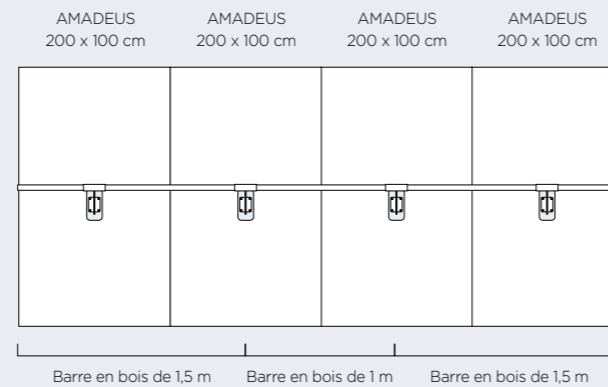 AMADEUS
200 x 100 cm
AMADEUS
200 x 100 cm
AMADEUS
200 x 100 cm
AMADEUS
200 x 100 cm
Barre en bois de 1,5 m
Barre en bois de 1 m
Barre en bois de 1,5 m